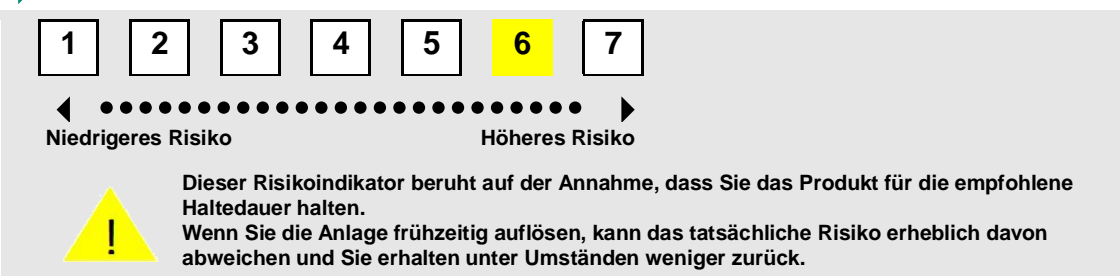 1 2 3 4 5 6 7
Niedrigeres Risiko Höheres Risiko
Dieser Risikoindikator beruht auf der Annahme, dass Sie das Produkt für die empfohlene
Haltedauer halten.
Wenn Sie die Anlage frühzeitig auflösen, kann das tatsächliche Risiko erheblich davon
abweichen und Sie erhalten unter Umständen weniger zurück.
!